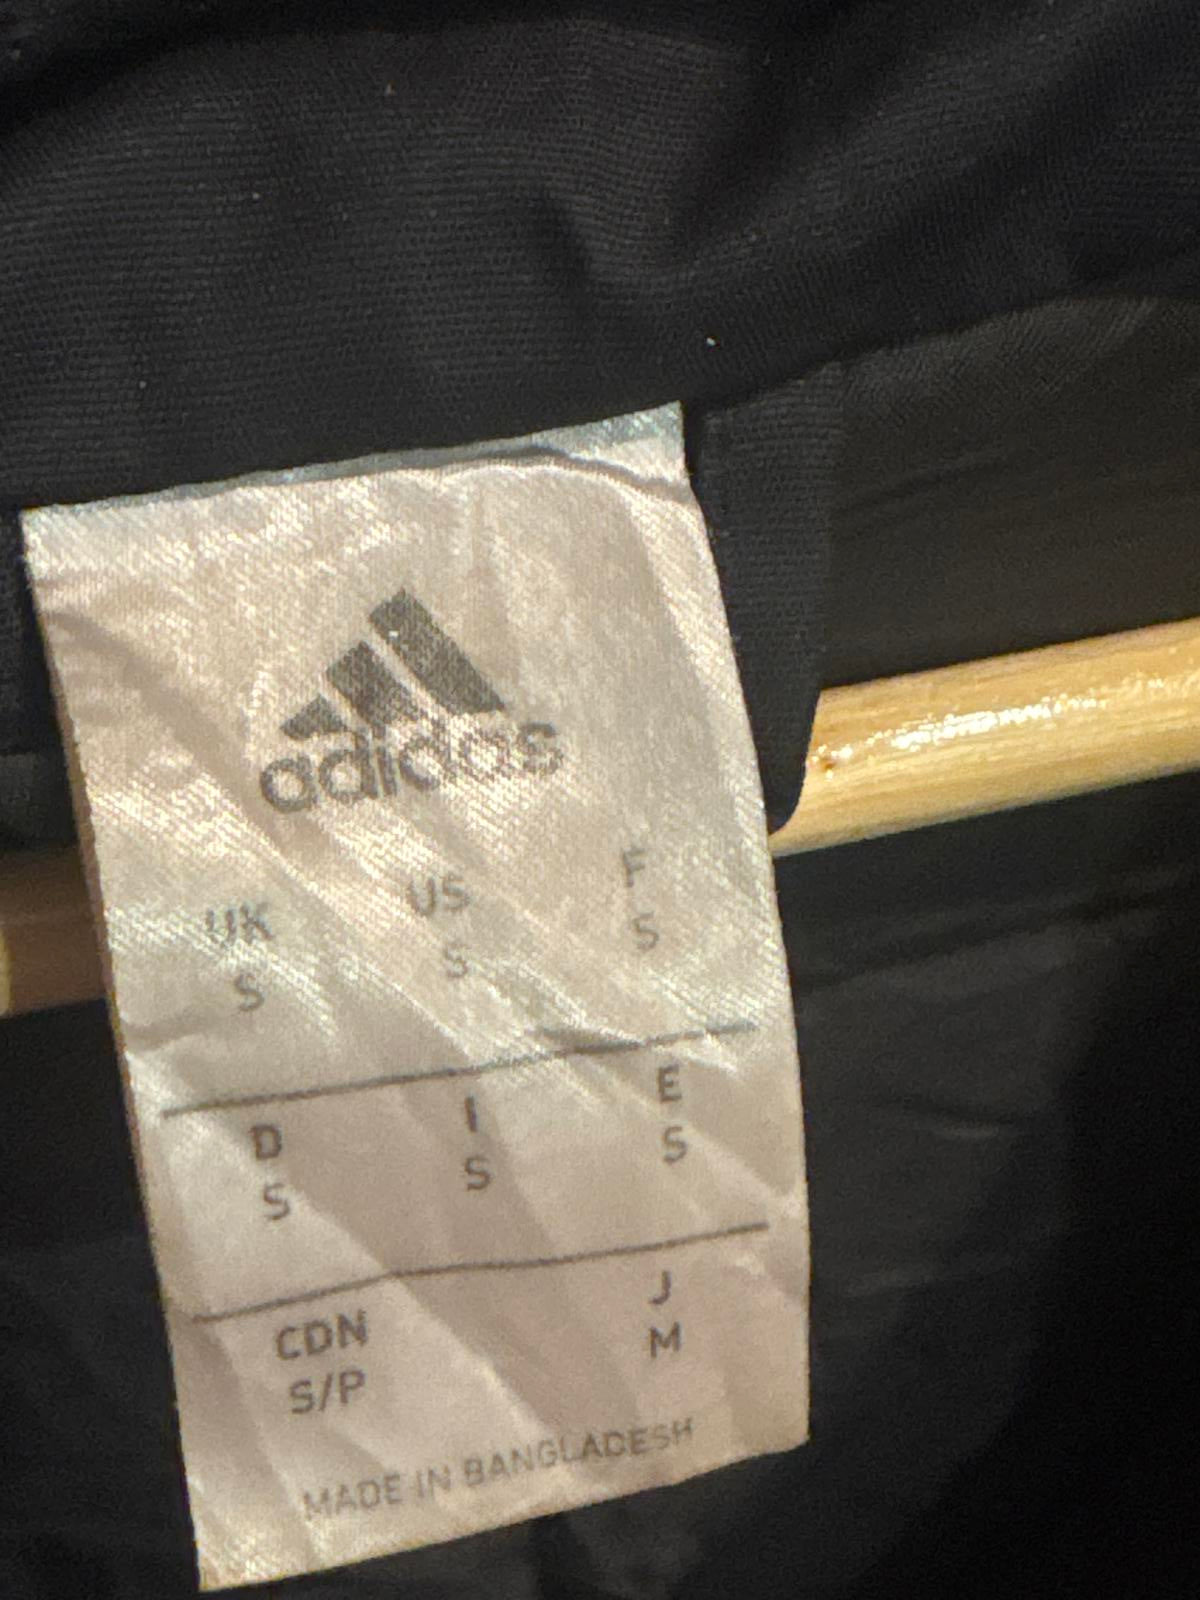 adidas
UK US F
S S S
D I E
S S S
CDN J
S/P M
MADE IN BANGLADESH